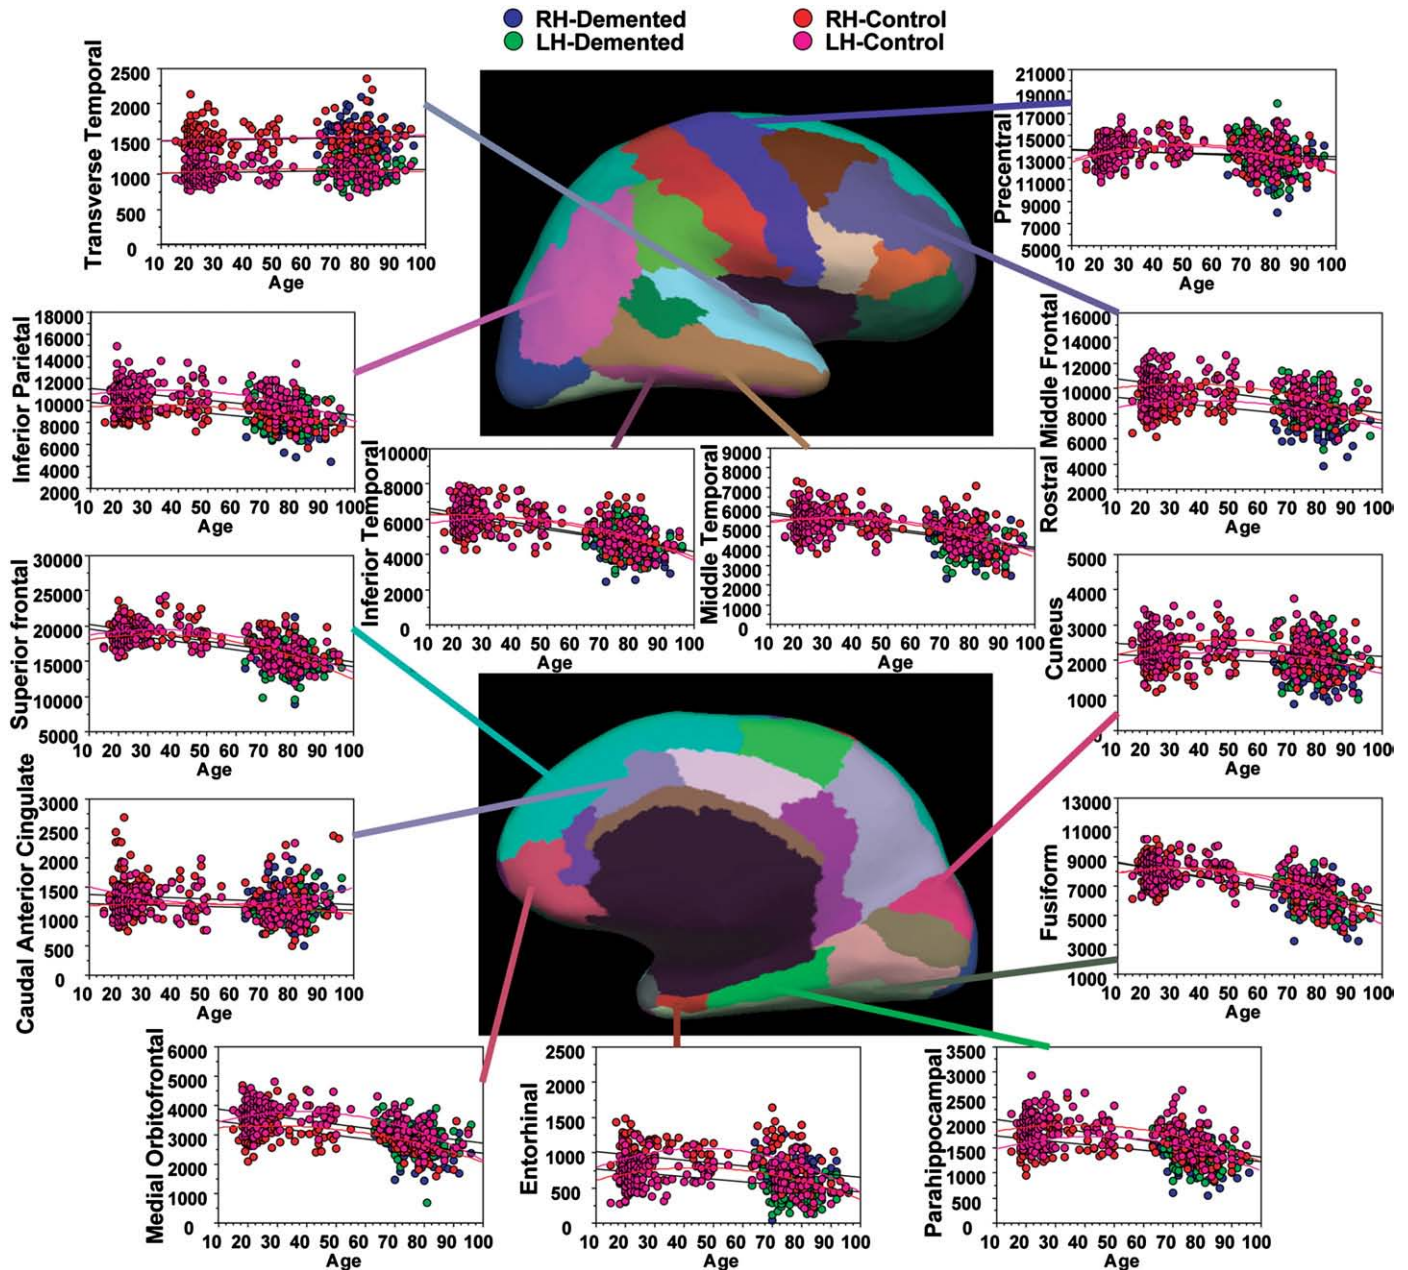 RH-Demented RH-Control
LH-Demented LH-Control
Transverse Temporal
2500
2000
1500
1000
500
0
10 20 30 40 50 60 70 80 90 100
Age
Precentral
21000
19000
17000
15000
13000
11000
9000
7000
5000
10 20 30 40 50 60 70 80 90 100
Age
Inferior Parietal
18000
16000
14000
12000
10000
8000
6000
4000
2000
10 20 30 40 50 60 70 80 90 100
Age
Rostral Middle Frontal
16000
14000
12000
10000
8000
6000
4000
2000
10 20 30 40 50 60 70 80 90 100
Age
Inferior Temporal
10000
8000
6000
4000
2000
0
10 20 30 40 50 60 70 80 90 100
Age
Middle Temporal
9000
8000
7000
6000
5000
4000
3000
2000
1000
0
10 20 30 40 50 60 70 80 90 100
Age
Superior frontal
30000
25000
20000
15000
10000
5000
10 20 30 40 50 60 70 80 90 100
Age
Cuneus
5000
4000
3000
2000
1000
0
10 20 30 40 50 60 70 80 90 100
Age
Caudal Anterior Cingulate
3000
2500
2000
1500
1000
500
0
10 20 30 40 50 60 70 80 90 100
Age
Fusiform
13000
11000
9000
7000
5000
3000
1000
10 20 30 40 50 60 70 80 90 100
Age
Medial Orbitofrontal
6000
5000
4000
3000
2000
1000
0
10 20 30 40 50 60 70 80 90 100
Age
Entorhinal
2500
2000
1500
1000
500
0
10 20 30 40 50 60 70 80 90 100
Age
Parahippocampal
3500
3000
2500
2000
1500
1000
500
0
10 20 30 40 50 60 70 80 90 100
Age